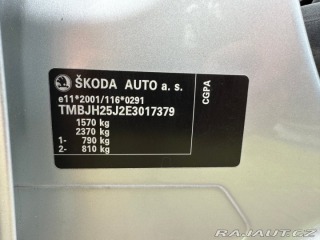 ŠKODA AUTO a. s.
e11*2001/116*0291
TMBJH25J2E3017379
1570 kg
2370 kg
1- 790 kg
2- 810 kg
CGPA
RAJAUT.CZ